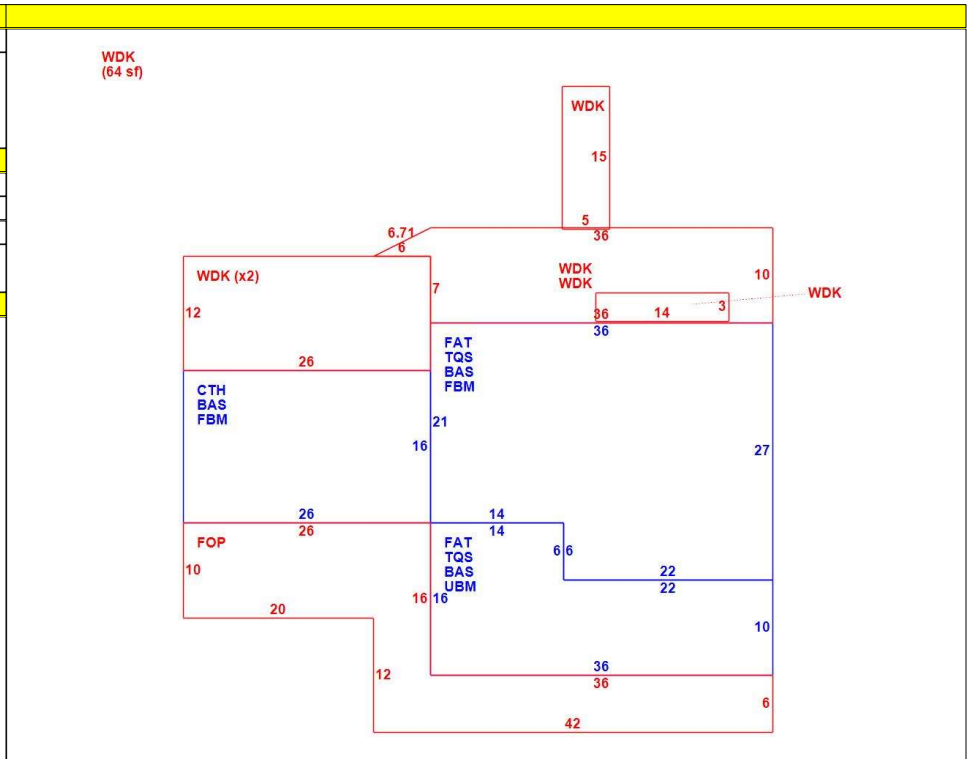 WDK
(64 sf)
WDK
15
5
36
6.71
6
WDK (x2)
7
WDK
WDK
10
WDK
12
3
36
14
36
26
FAT
TQS
BAS
FBM
CTH
BAS
FBM
21
16
27
26
26
14
14
FOP
FAT
TQS
BAS
UBM
6
6
10
22
22
16
16
20
10
36
36
12
6
42